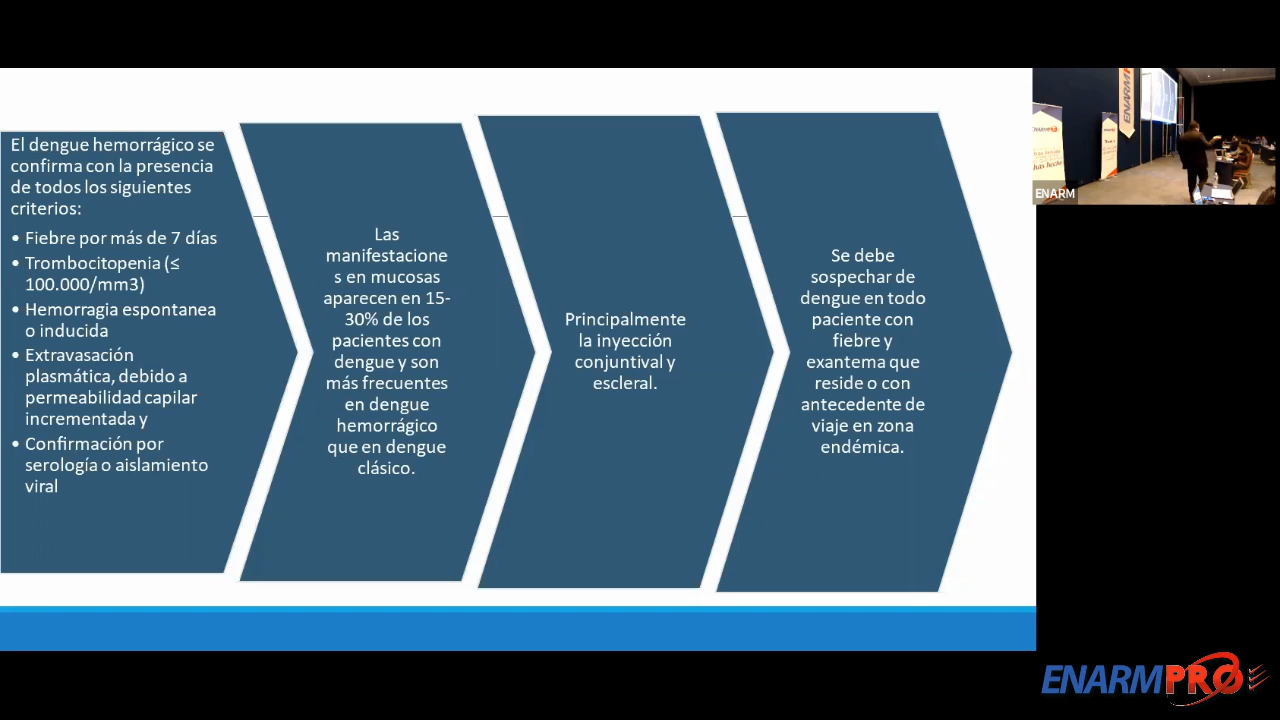 El dengue hemorrágico se
confirma con la presencia
de todos los siguientes
criterios:
• Fiebre por más de 7 días
• Trombocitopenia (≤
100.000/mm3)
• Hemorragia espontanea
o inducida
• Extravasación
plasmática, debido a
permeabilidad capilar
incrementada y
• Confirmación por
serología o aislamiento
viral
Las
manifestacione
s en mucosas
aparecen en 15-
30% de los
pacientes con
dengue y son
más frecuentes
en dengue
hemorrágico
que en dengue
clásico.
Principalmente
la inyección
conjuntival y
escleral.
Se debe
sospechar de
dengue en todo
paciente con
fiebre y
exantema que
reside o con
antecedente de
viaje en zona
endémica.
ENARM
ENARMPRO